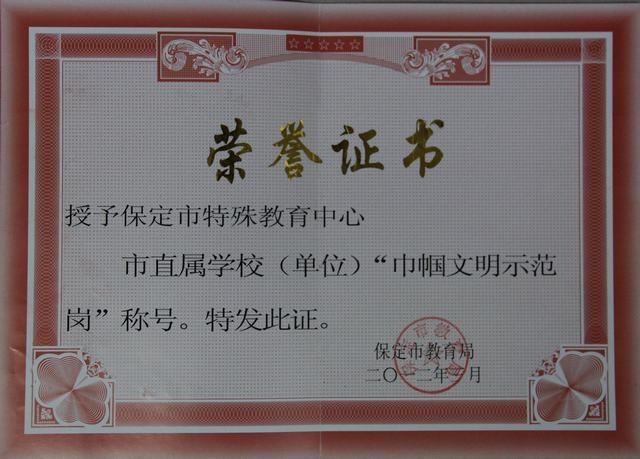 荣誉证书
授予保定市特殊教育中心
市直属学校（单位）“巾帼文明示范
岗”称号。特发此证。
保定市教育局
二〇一二年 月